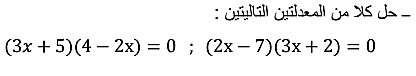 – حل كلا من المعدلتين التاليتين :
(3x + 5)(4 − 2x) = 0 ; (2x − 7)(3x + 2) = 0